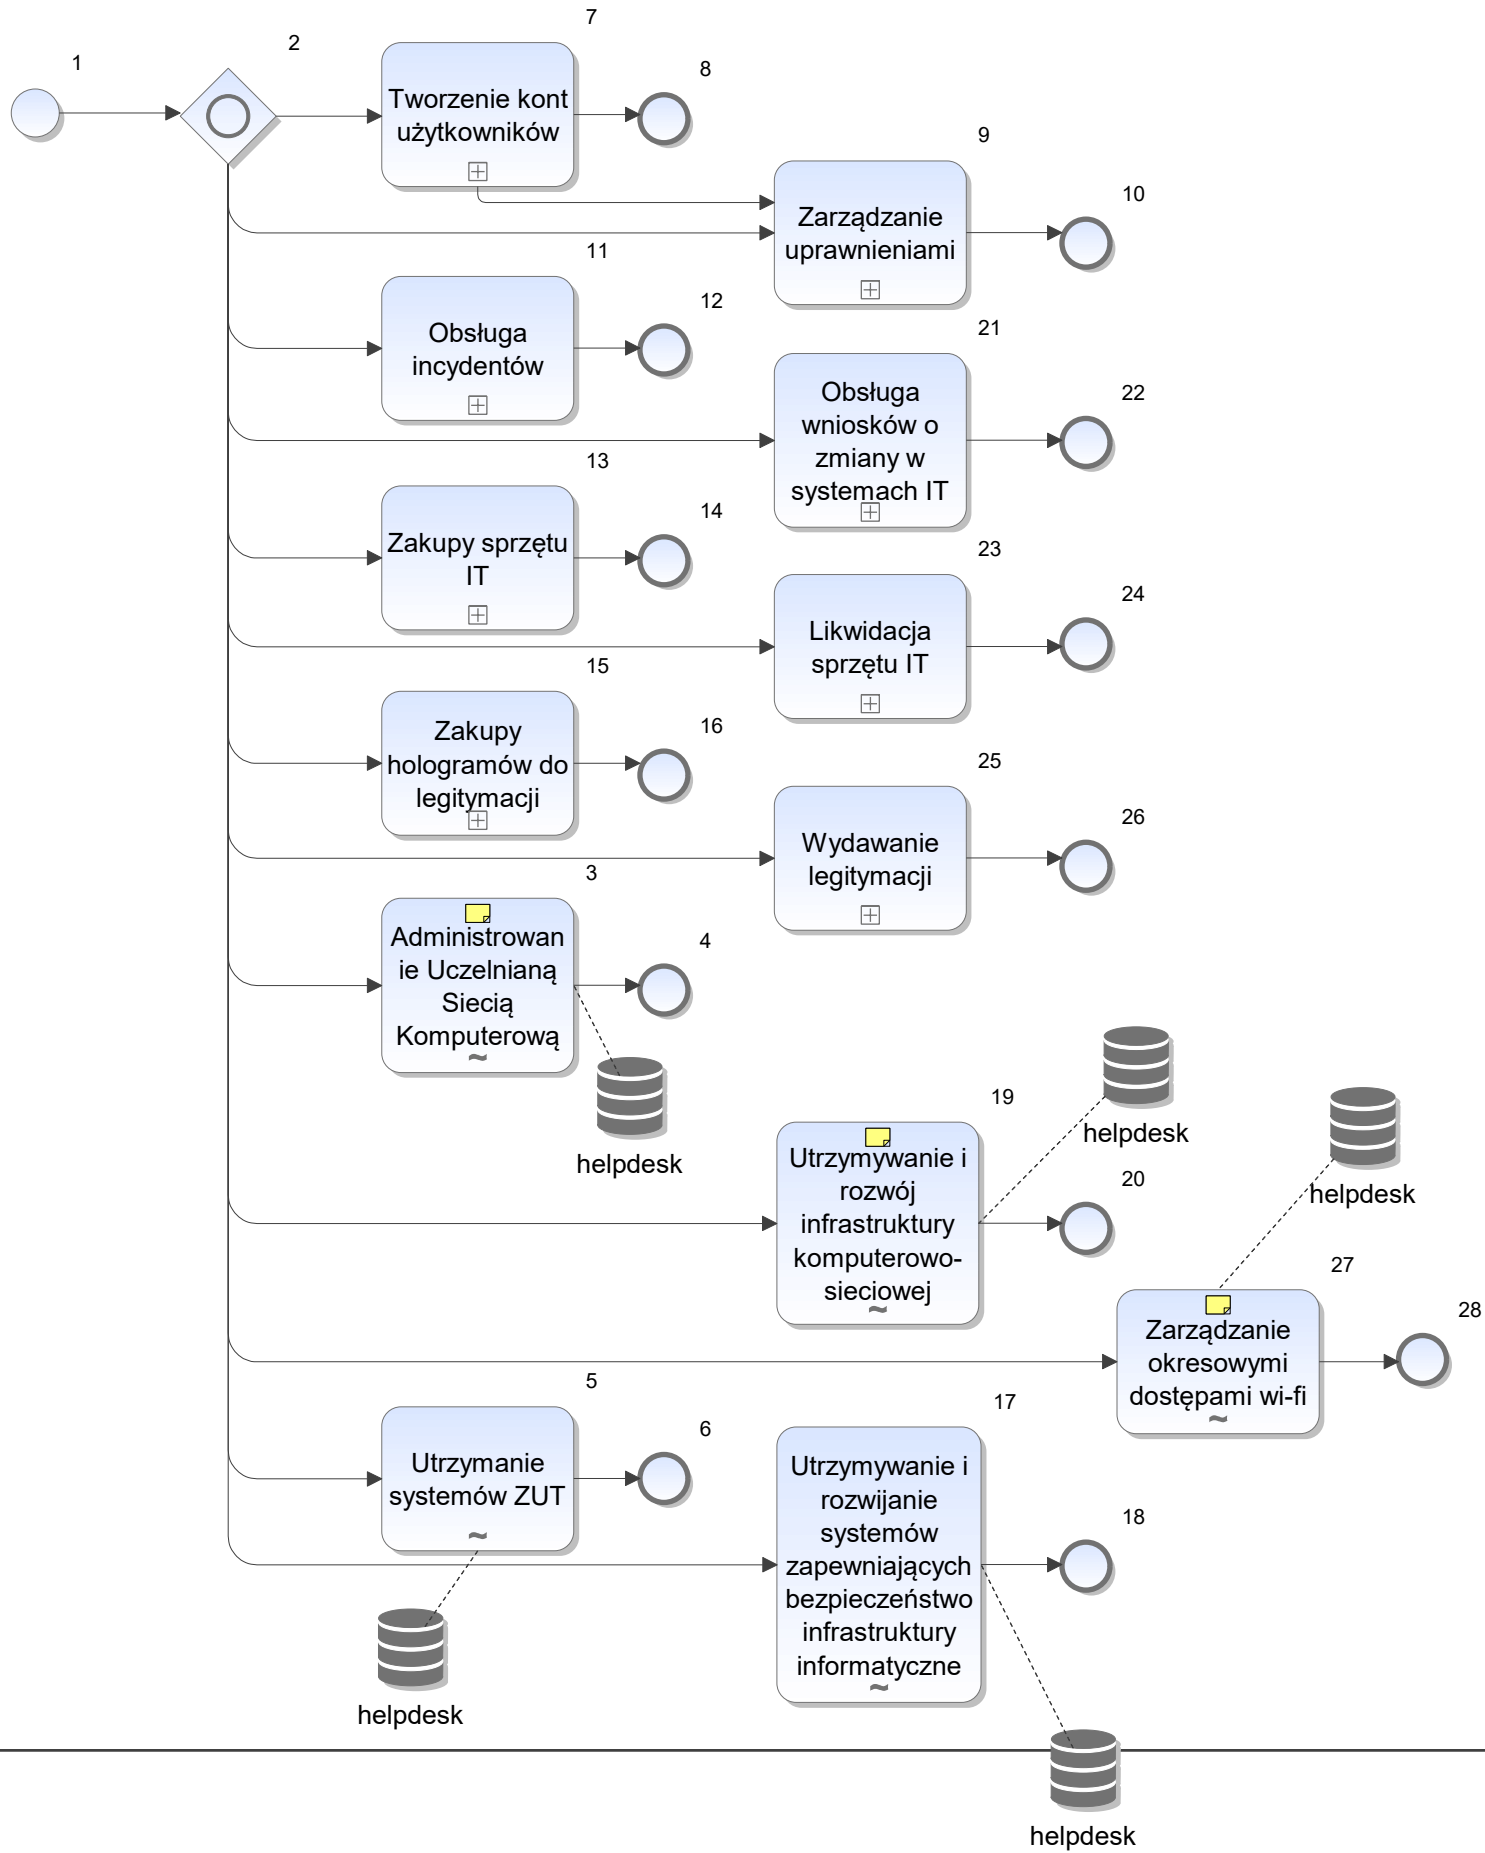 7
2
1
8
Tworzenie kont
użytkowników
9
10
Zarządzanie
uprawnieniami
11
12
Obsługa
incydentów
21
22
Obsługa
wniosków o
zmiany w
systemach IT
13
14
Zakupy sprzętu
IT
23
24
Likwidacja
sprzętu IT
15
16
Zakupy
hologramów do
legitymacji
25
26
Wydawanie
legitymacji
3
4
Administrowan
ie Uczelnianą
Siecią
Komputerową
helpdesk
19
helpdesk
20
Utrzymywanie i
rozwój
infrastruktury
komputerowo-
sieciowej
helpdesk
27
28
Zarządzanie
okresowymi
dostępami wi-fi
5
6
Utrzymanie
systemów ZUT
helpdesk
17
18
Utrzymywanie i
rozwijanie
systemów
zapewniających
bezpieczeństwo
infrastruktury
informatyczne
helpdesk